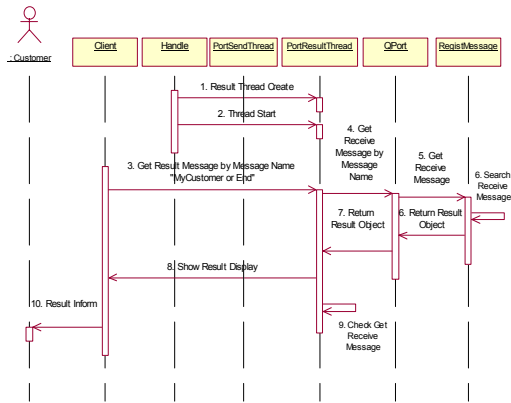 : Customer
Client
Handle
PortSendThread
PortResultThread
QPort
RegistMessage
1. Result Thread Create
2. Thread Start
3. Get Result Message by Message Name
"MyCustomer or End"
4. Get
Receive
Message by
Message
Name
5. Get
Receive
Message
6. Search
Receive
Message
6. Return Result
Object
7. Return
Result Object
8. Show Result Display
9. Check Get
Receive
Message
10. Result Inform